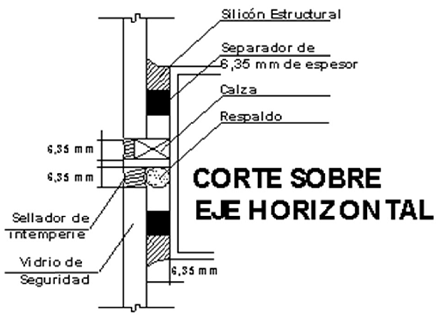 Silicón Estructural
Separador de
6,35 mm de espesor
Calza
Respaldo
6,35 mm
6,35 mm
CORTE SOBRE
EJE HORIZONTAL
Sellador de
intemperie
Vidrio de
Seguridad
6,35 mm